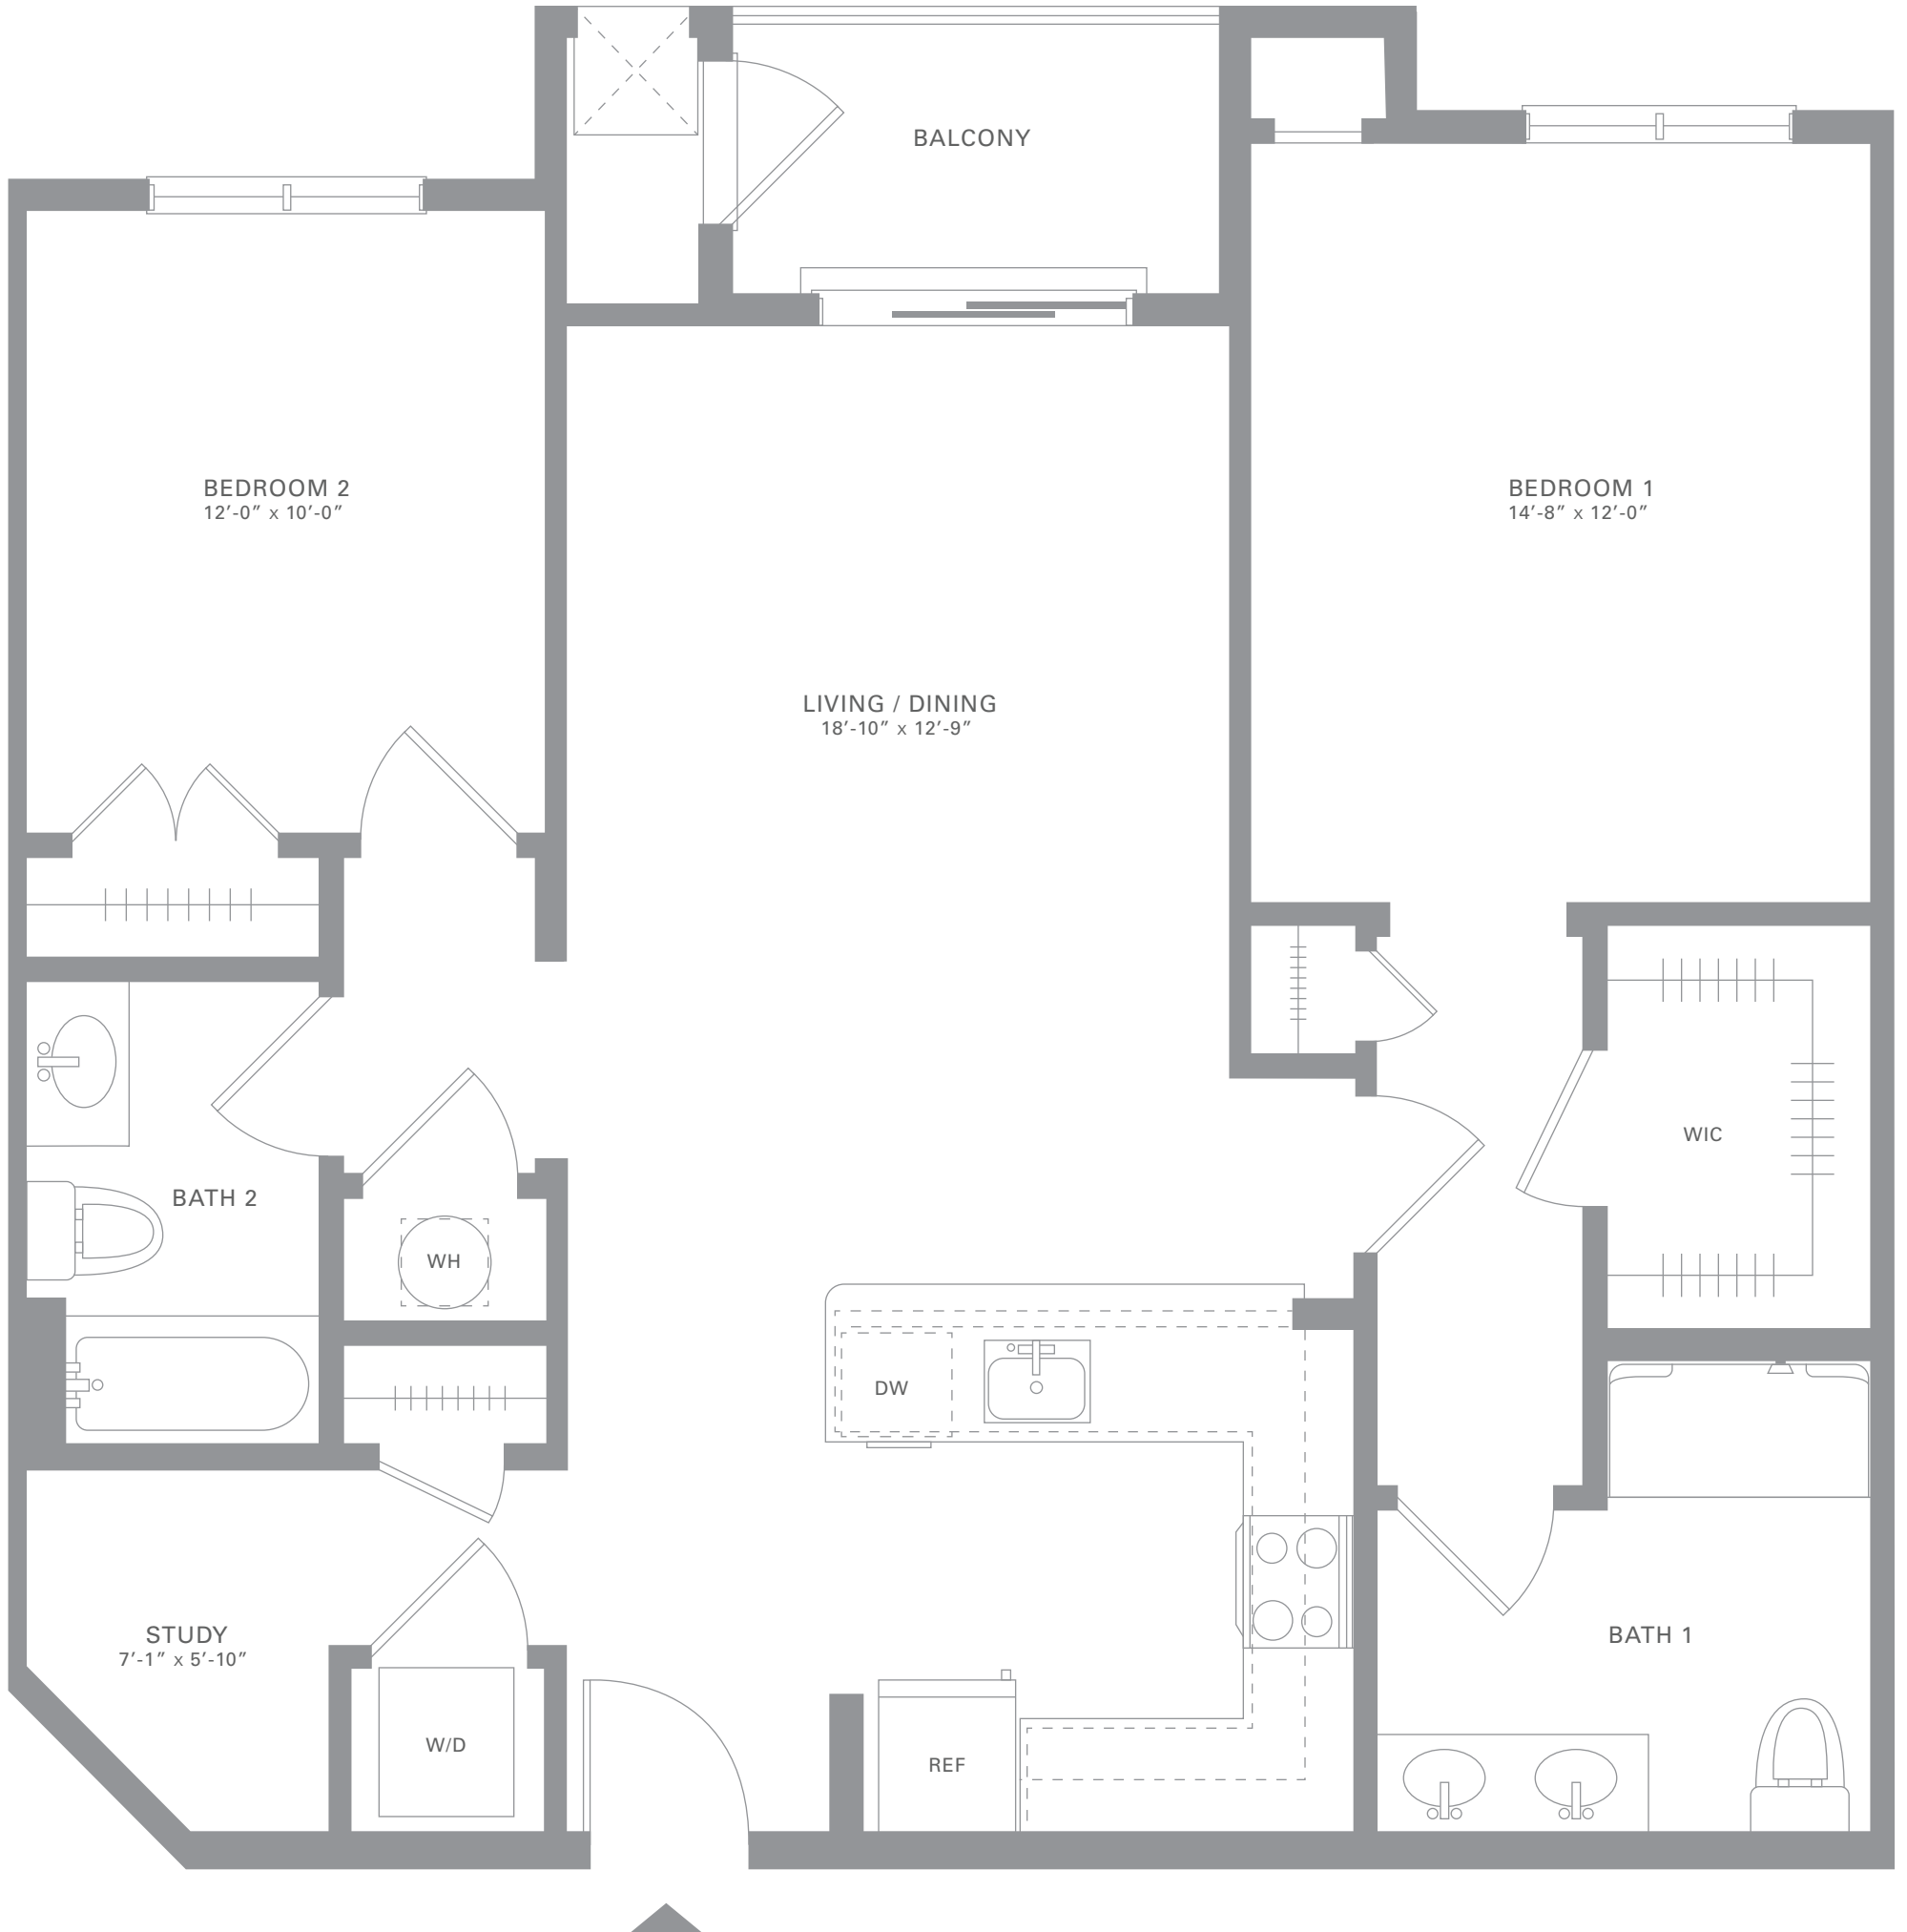 BALCONY
BEDROOM 2
12′-0″ x 10′-0″
BEDROOM 1
14′-8″ x 12′-0″
LIVING / DINING
18′-10″ x 12′-9″
WIC
BATH 2
WH
DW
STUDY
7′-1″ x 5′-10″
BATH 1
W/D
REF